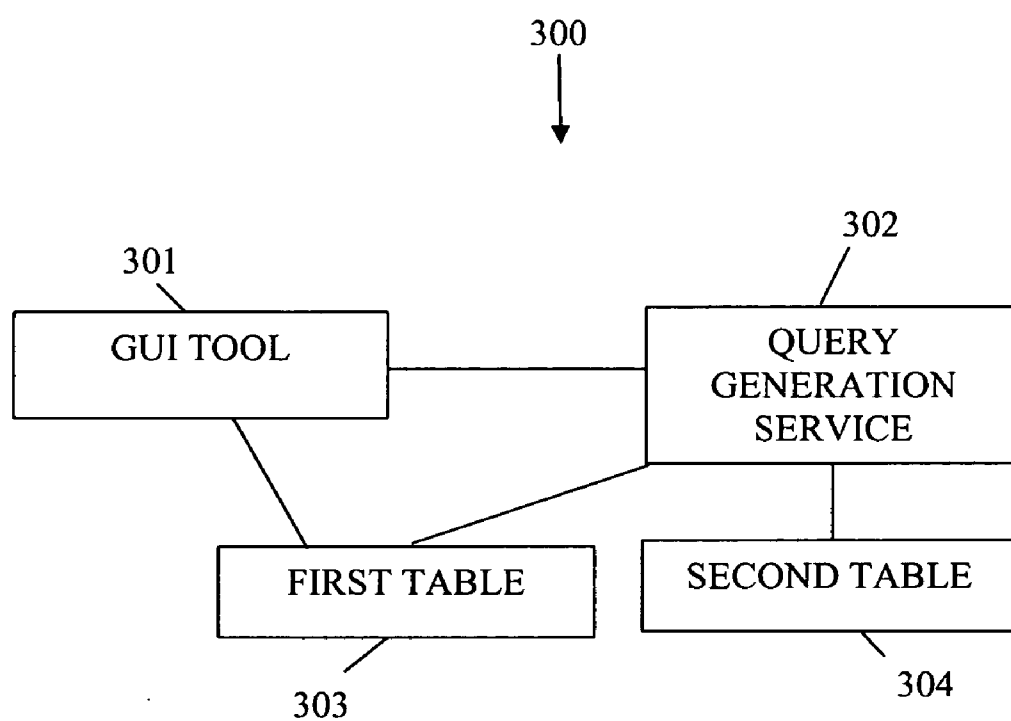 300
302
301
GUI TOOL
QUERY
GENERATION
SERVICE
FIRST TABLE
SECOND TABLE
303
304